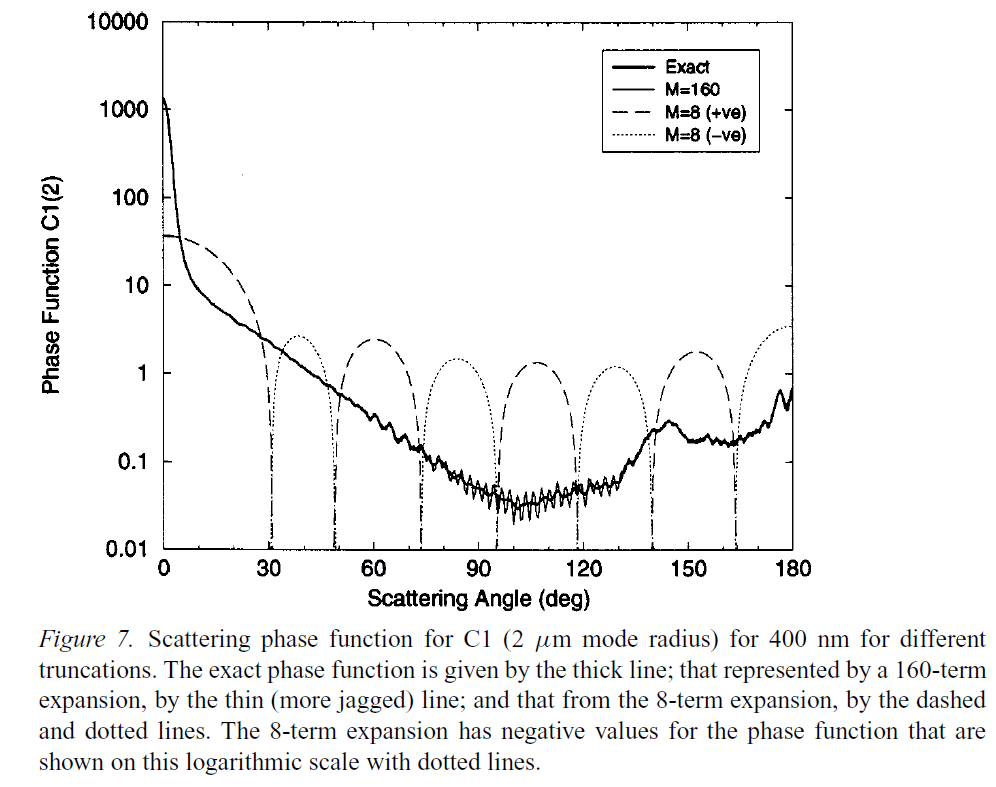 10000
1000
100
10
1
0.1
0.01
Phase Function C1(2)
Exact
M=160
M=8 (+ve)
M=8 (−ve)
0 30 60 90 120 150 180
Scattering Angle (deg)
Figure 7. Scattering phase function for C1 (2 μm mode radius) for 400 nm for different
truncations. The exact phase function is given by the thick line; that represented by a 160-term
expansion, by the thin (more jagged) line; and that from the 8-term expansion, by the dashed
and dotted lines. The 8-term expansion has negative values for the phase function that are
shown on this logarithmic scale with dotted lines.